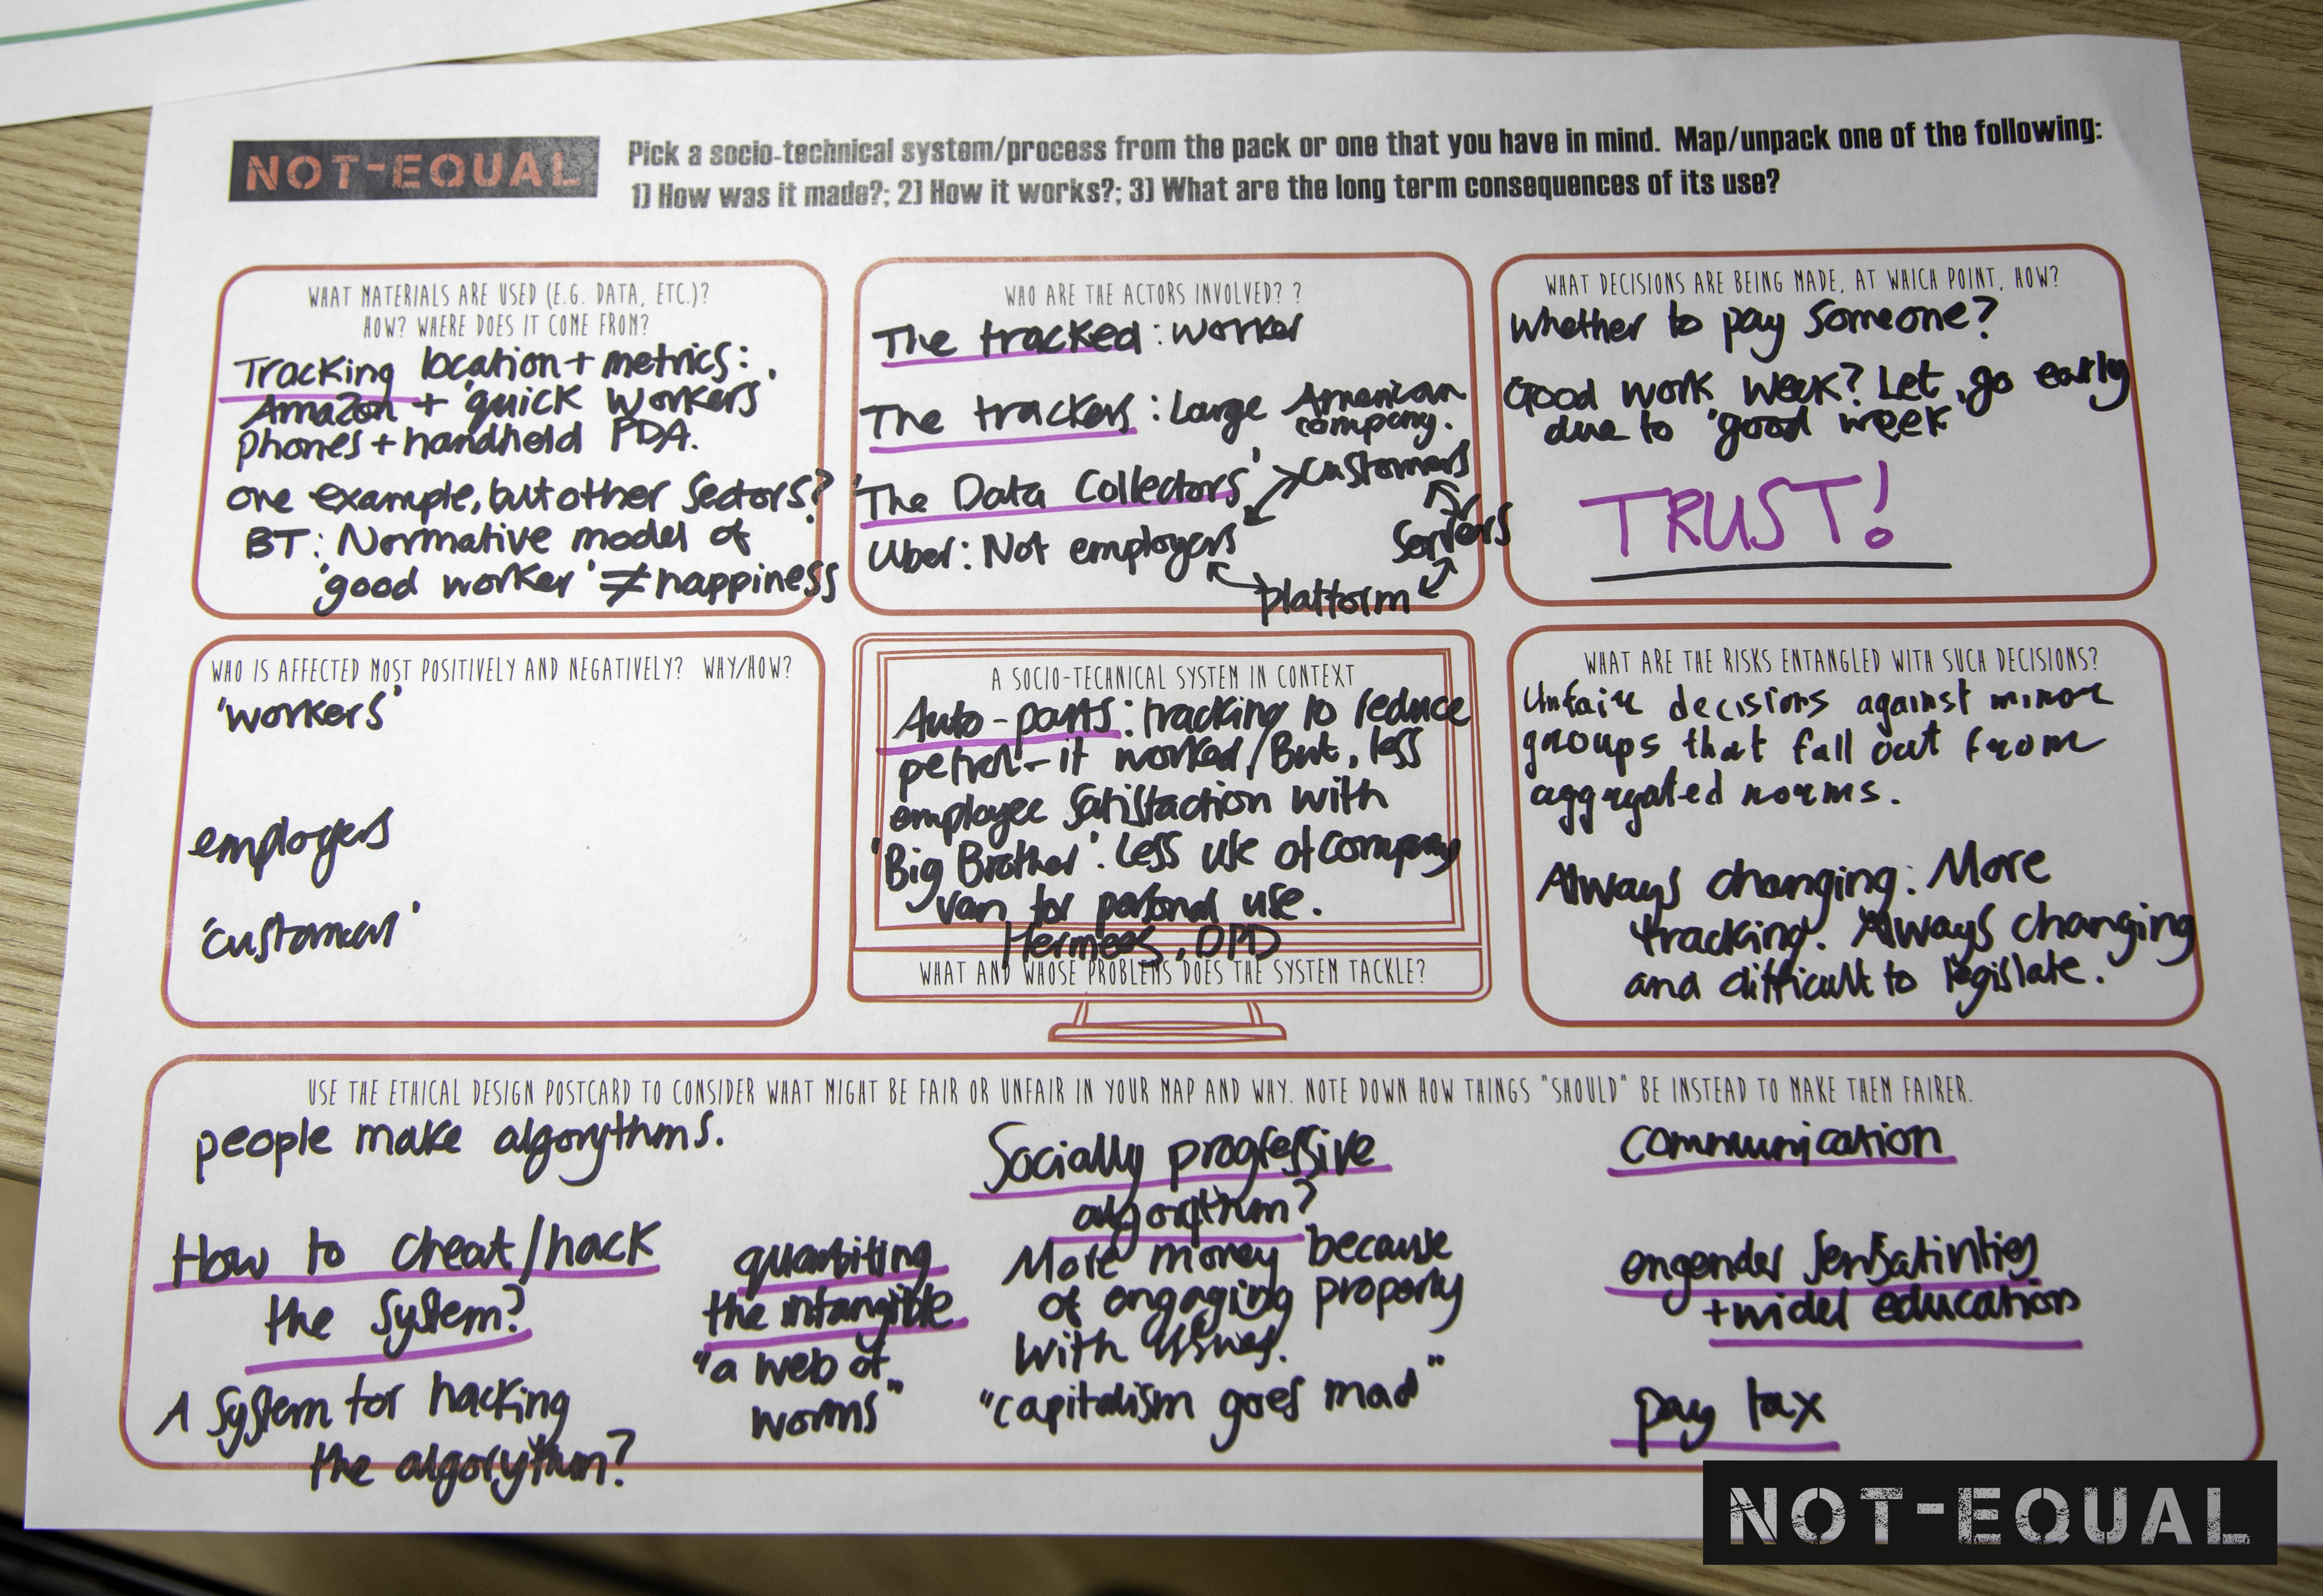 NOT-EQUAL
Pick a socio-technical system/process from the pack or one that you have in mind. Map/unpack one of the following:
1) How was it made?; 2) How it works?; 3) What are the long term consequences of its use?
WHAT MATERIALS ARE USED (E.G. DATA, ETC.)?
HOW? WHERE DOES IT COME FROM?
Tracking location + metrics:
Amazon + 'quick workers'
phones + handheld PDA.
one example, but other sectors?
BT: Normative model of
'good worker' ≠ happiness
WHO ARE THE ACTORS INVOLVED? ?
The tracked: worker
The trackers: Large American
company.
'The Data Collectors' customers
Uber: Not employers
servers
platform
WHAT DECISIONS ARE BEING MADE, AT WHICH POINT, HOW?
Whether to pay someone?
Good work week? Let go early
due to 'good week'
TRUST!
WHO IS AFFECTED MOST POSITIVELY AND NEGATIVELY? WHY/HOW?
'workers'
employers
'customer'
A SOCIO-TECHNICAL SYSTEM IN CONTEXT
Auto-parts: tracking to reduce
petrol - it worked/But, less
employee satisfaction with
'Big Brother'. Less use of company
van for personal use.
Hermees, DPD
WHAT AND WHOSE PROBLEMS DOES THE SYSTEM TACKLE?
WHAT ARE THE RISKS ENTANGLED WITH SUCH DECISIONS?
Unfair decisions against minor
groups that fall out from
aggregated norms.
Always changing: More
tracking. Always changing
and difficult to legislate.
USE THE ETHICAL DESIGN POSTCARD TO CONSIDER WHAT MIGHT BE FAIR OR UNFAIR IN YOUR MAP AND WHY. NOTE DOWN HOW THINGS "SHOULD" BE INSTEAD TO MAKE THEM FAIRER.
people make algorythms.
How to cheat/hack
the system?
A system for hacking
the algorythm?
the intangible
"a web of
worms"
Socially progressive
algorithm?
More money because
of engaging properly
with issues.
"capitalism goes mad"
communication
engender
+ wider education
pay tax
NOT-EQUAL